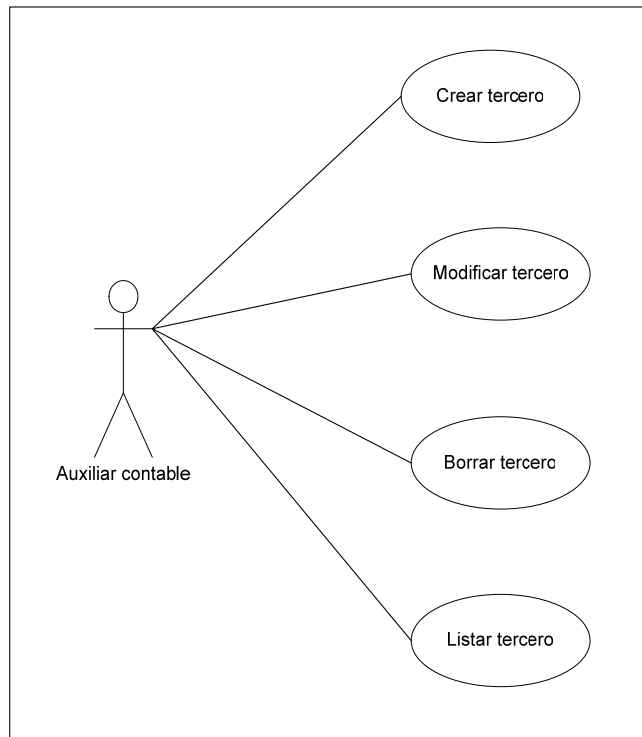 Crear tercero
Modificar tercero
Auxiliar contable
Borrar tercero
Listar tercero